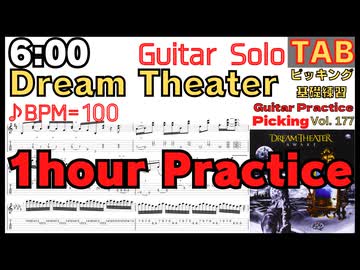 6:00
Guitar Solo
TAB
Dream Theater
ピッキング
基礎練習
♪BPM=100
Guitar Practice
Picking Vol. 177
DREAM THEATER
AWAKE
1hour Practice